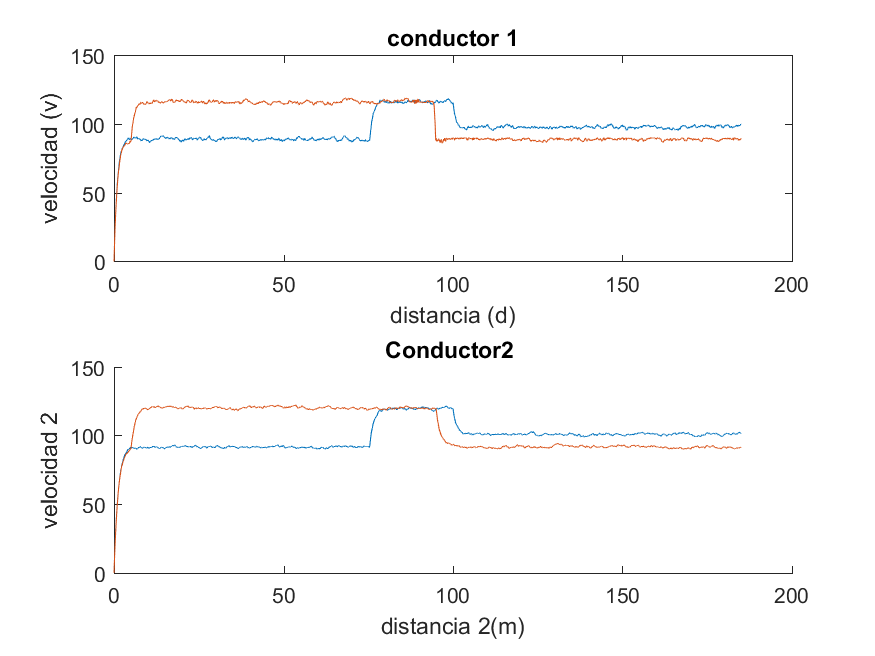 conductor 1
150
100
50
0
velocidad (v)
0 50 100 150 200
distancia (d)
Conductor2
150
100
50
0
velocidad 2
0 50 100 150 200
distancia 2(m)